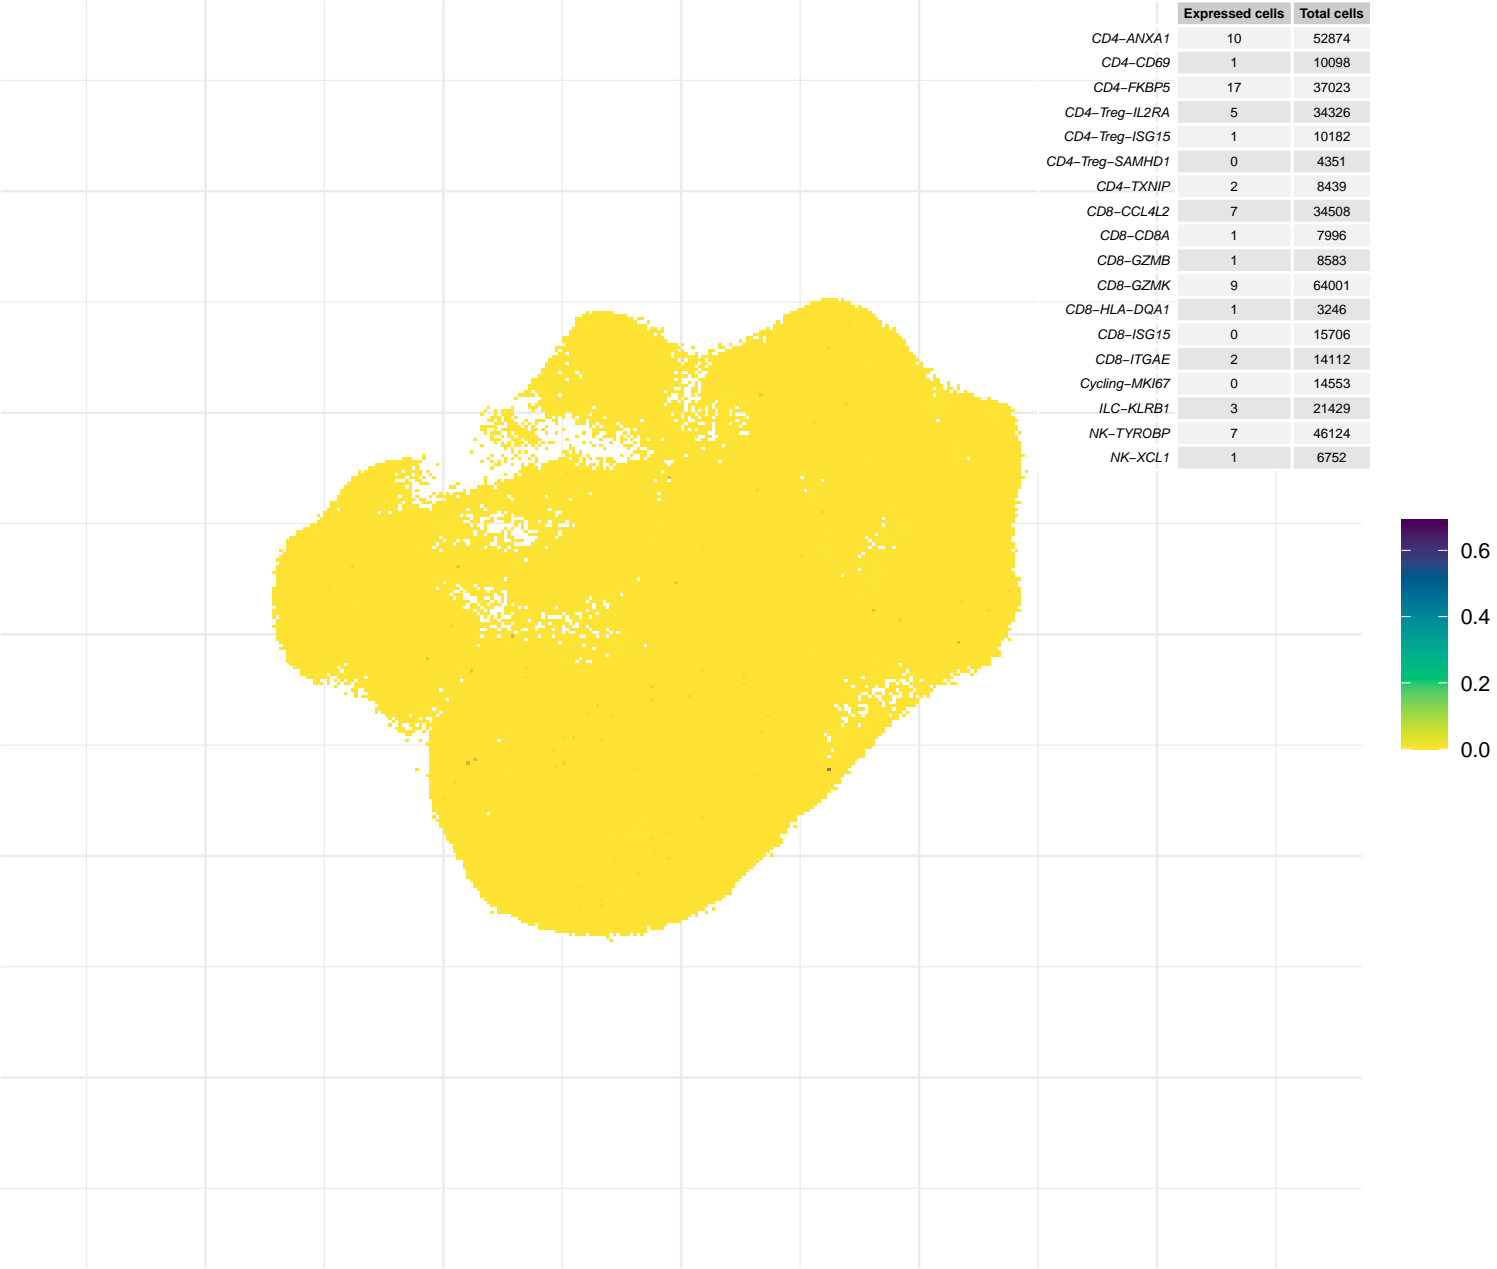 Expressed cells Total cells
CD4−ANXA1 10 52874
CD4−CD69 1 10098
CD4−FKBP5 17 37023
CD4−Treg−IL2RA 5 34326
CD4−Treg−ISG15 1 10182
CD4−Treg−SAMHD1 0 4351
CD4−TXNIP 2 8439
CD8−CCL4L2 7 34508
CD8−CD8A 1 7996
CD8−GZMB 1 8583
CD8−GZMK 9 64001
CD8−HLA−DQA1 1 3246
CD8−ISG15 0 15706
CD8−ITGAE 2 14112
Cycling−MKI67 0 14553
ILC−KLRB1 3 21429
NK−TYROBP 7 46124
NK−XCL1 1 6752
0.6
0.4
0.2
0.0